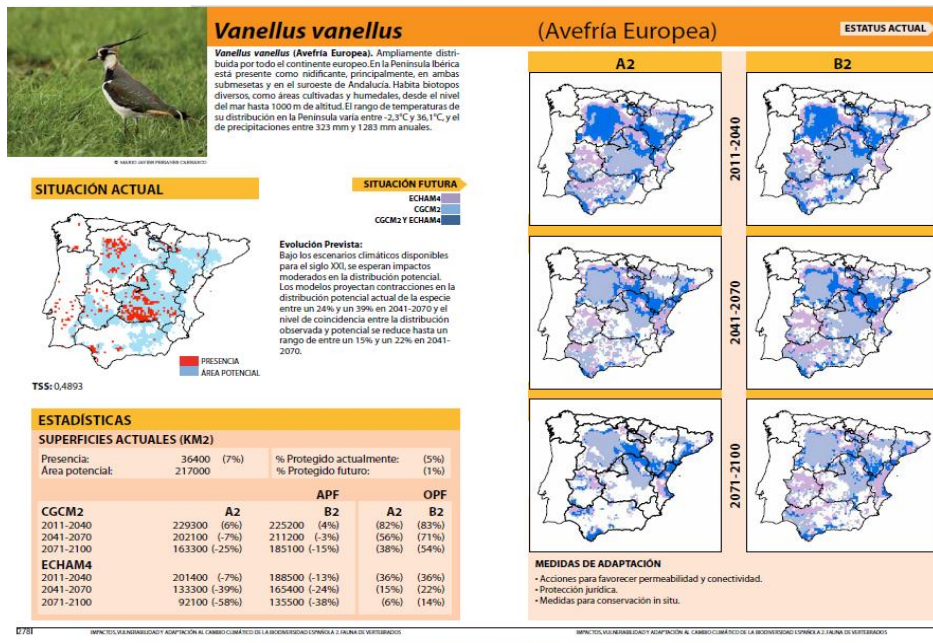 Vanellus vanellus
(Avefría Europea)
ESTATUS ACTUAL
Vanellus vanellus (Avefría Europea). Ampliamente distri-
buida por todo el continente europeo. En la Península Ibérica
está presente como nidificante, principalmente, en ambas
submesetas y en el suroeste de Andalucía. Habita biotopos
diversos, como áreas cultivadas y humedales, desde el nivel
del mar hasta 1000 m de altitud. El rango de temperaturas de
su distribución en la Península varía entre -2,3°C y 36,1°C, y el
de precipitaciones entre 323 mm y 1283 mm anuales.
SITUACIÓN ACTUAL
PRESENCIA
ÁREA POTENCIAL
TSS: 0,4893
SITUACIÓN FUTURA
ECHAM4
CGCM2
CGCM2 Y ECHAM4
Evolución Prevista:
Bajo los escenarios climáticos disponibles
para el siglo XXI, se esperan impactos
moderados en la distribución potencial.
Los modelos proyectan contracciones en la
distribución potencial actual de la especie
entre un 24% y un 39% en 2041-2070 y el
nivel de coincidencia entre la distribución
observada y potencial se reduce hasta un
rango de entre un 15% y un 22% en 2041-
2070.
ESTADÍSTICAS
SUPERFICIES ACTUALES (KM2)
Presencia: 36400 (7%) % Protegido actualmente: (5%)
Área potencial: 217000 % Protegido futuro: (1%)
APF OPF
CGCM2 A2 B2 A2 B2
2011-2040 229300 (6%) 225200 (4%) (82%) (83%)
2041-2070 202100 (-7%) 211200 (-3%) (56%) (71%)
2071-2100 163300 (-25%) 185100 (-15%) (38%) (54%)
ECHAM4
2011-2040 201400 (-7%) 188500 (-13%) (36%) (36%)
2041-2070 133300 (-39%) 165400 (-24%) (15%) (22%)
2071-2100 92100 (-58%) 135500 (-38%) (6%) (14%)
A2 B2
2011-2040
2041-2070
2071-2100
MEDIDAS DE ADAPTACIÓN
• Acciones para favorecer permeabilidad y conectividad.
• Protección jurídica.
• Medidas para conservación in situ.
278
IMPACTOS, VULNERABILIDAD Y ADAPTACIÓN AL CAMBIO CLIMÁTICO DE LA BIODIVERSIDAD ESPAÑOLA 2. FAUNA DE VERTEBRADOS
IMPACTOS, VULNERABILIDAD Y ADAPTACIÓN AL CAMBIO CLIMÁTICO DE LA BIODIVERSIDAD ESPAÑOLA 2. FAUNA DE VERTEBRADOS